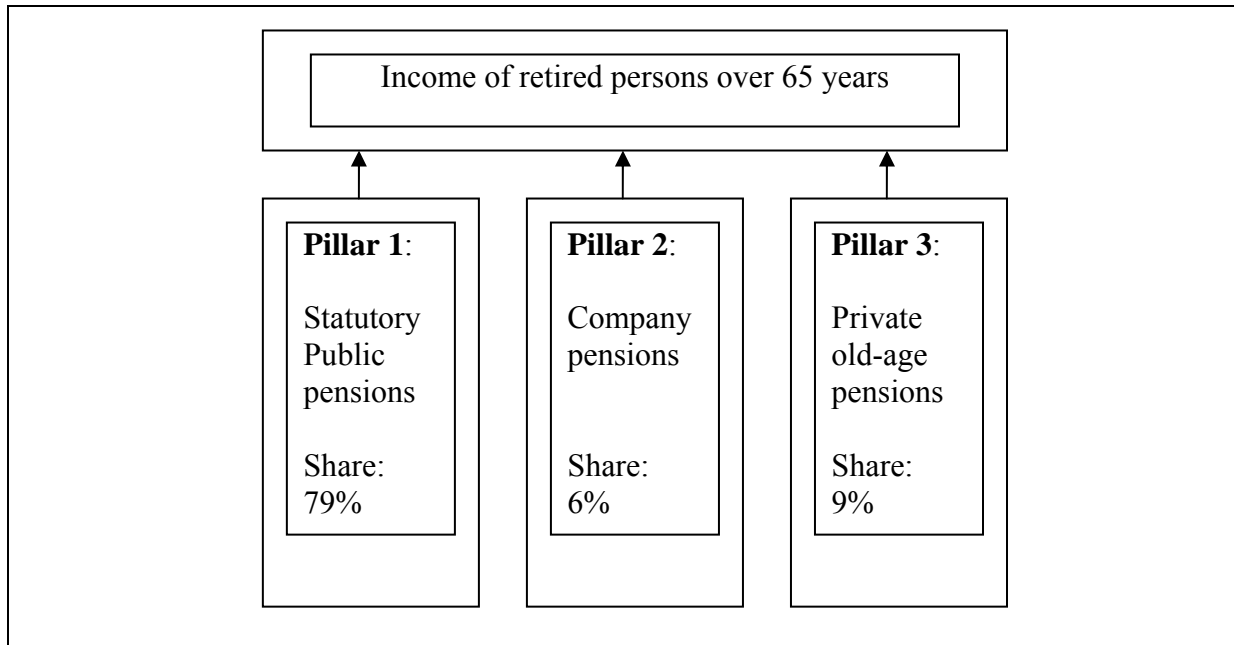 Income of retired persons over 65 years
Pillar 1:
Statutory
Public
pensions
Share:
79%
Pillar 2:
Company
pensions
Share:
6%
Pillar 3:
Private
old-age
pensions
Share:
9%